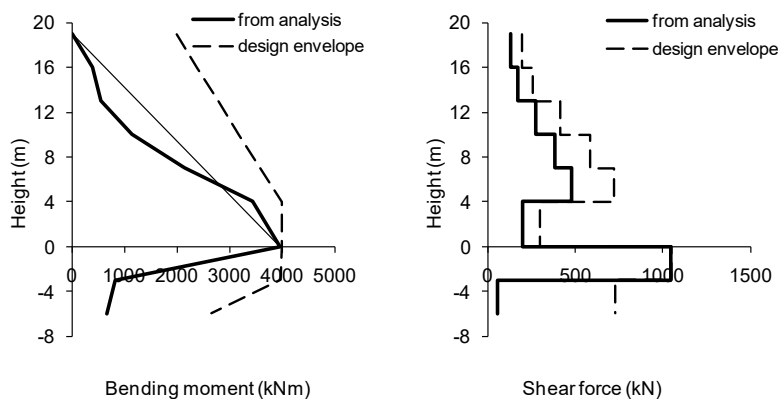 from analysis
design envelope
20
16
12
8
4
0
-4
-8
Height (m)
0 1000 2000 3000 4000 5000
Bending moment (kNm)
from analysis
design envelope
20
16
12
8
4
0
-4
-8
Height (m)
0 500 1000 1500
Shear force (kN)